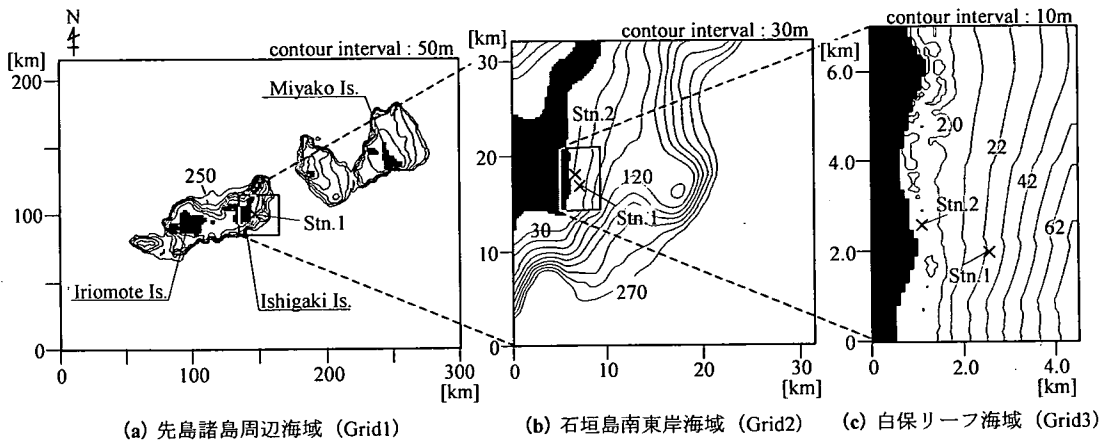 N
contour interval : 50m
[km]
200
100
0
0
100
200
300
[km]
Miyako Is.
250
Stn.1
Iriomote Is.
Ishigaki Is.
(a) 先島諸島周辺海域（Grid1）
contour interval : 30m
[km]
30
20
10
0
0
10
20
30
[km]
Stn.2
120
Stn.1
30
270
(b) 石垣島南東岸海域（Grid2）
contour interval : 10m
[km]
6.0
4.0
2.0
0
0
2.0
4.0
[km]
2.0
22
42
62
Stn.2
Stn.1
(c) 白保リーフ海域（Grid3）